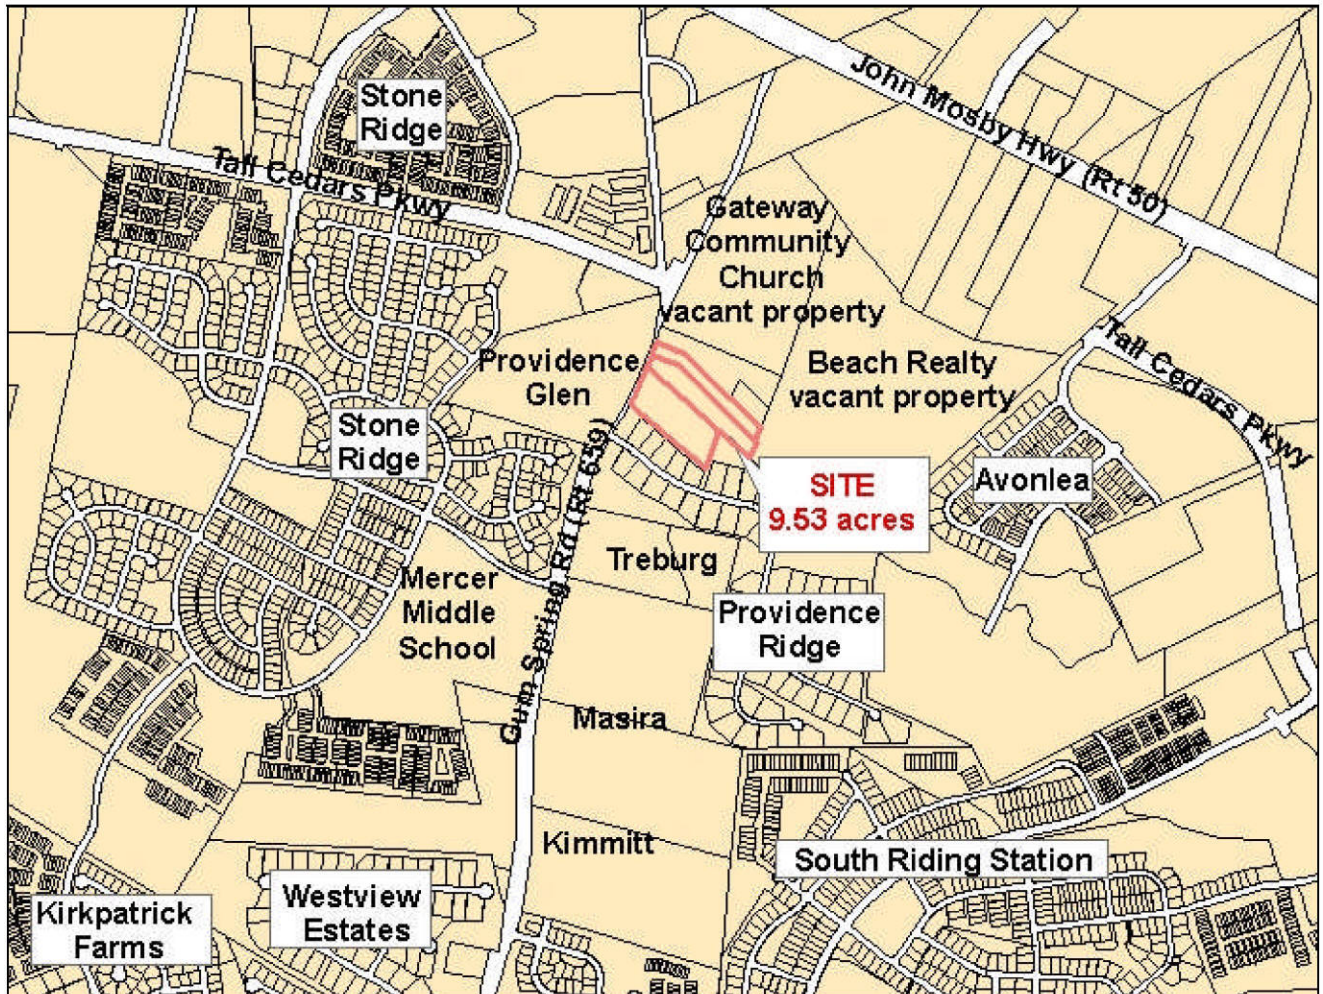 Stone
Ridge
John Mosby Hwy (Rt 50)
Tall Cedars Pkwy
Gateway
Community
Church
vacant property
Tall Cedars Pkwy
Providence
Glen
Beach Realty
vacant property
Stone
Ridge
Gum Spring Rd (Rt 659)
SITE
9.53 acres
Avonlea
Treburg
Mercer
Middle
School
Providence
Ridge
Masira
Kimmitt
South Riding Station
Westview
Estates
Kirkpatrick
Farms